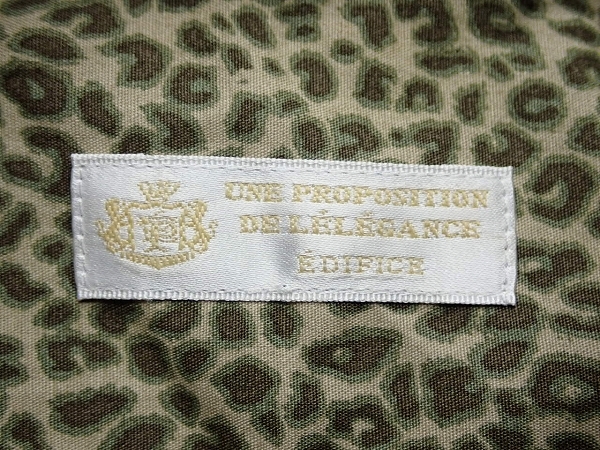 P
UNE PROPOSITION
DE L'ÉLÉGANCE
ÉDIFICE